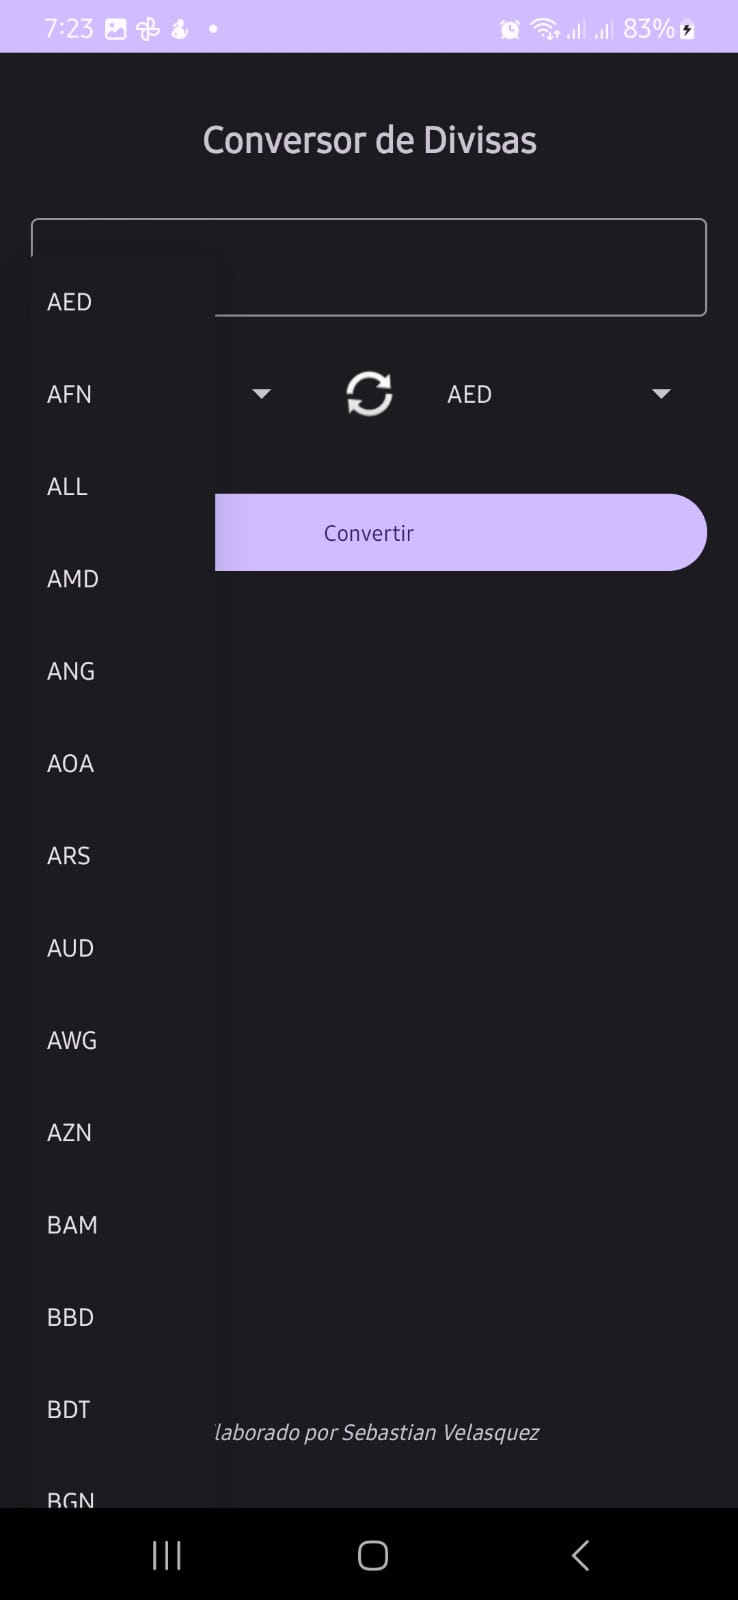 7:23
83%
Conversor de Divisas
AED
AFN
AED
ALL
Convertir
AMD
ANG
AOA
ARS
AUD
AWG
AZN
BAM
BBD
BDT
laborado por Sebastian Velasquez
BGN